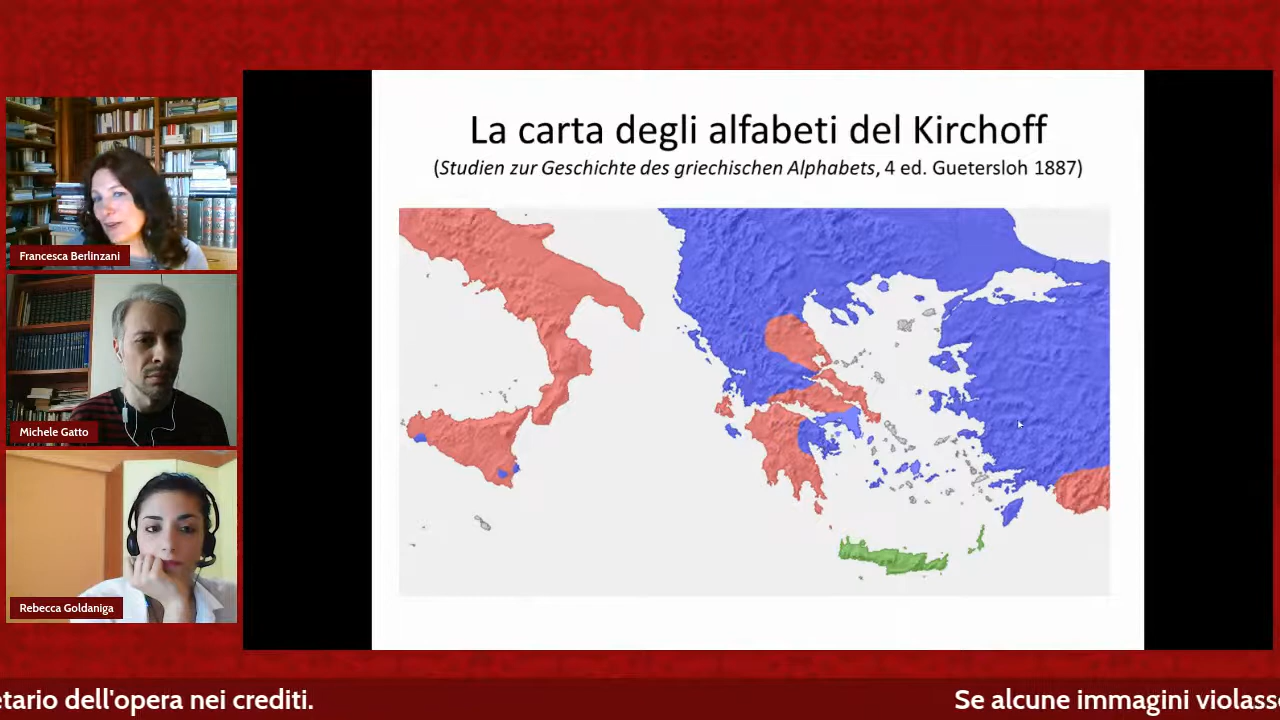 La carta degli alfabeti del Kirchoff
(Studien zur Geschichte des griechischen Alphabets, 4 ed. Guetersloh 1887)
Francesca Berlinzani
Michele Gatto
Rebecca Goldaniga
etario dell'opera nei crediti.
Se alcune immagini violass